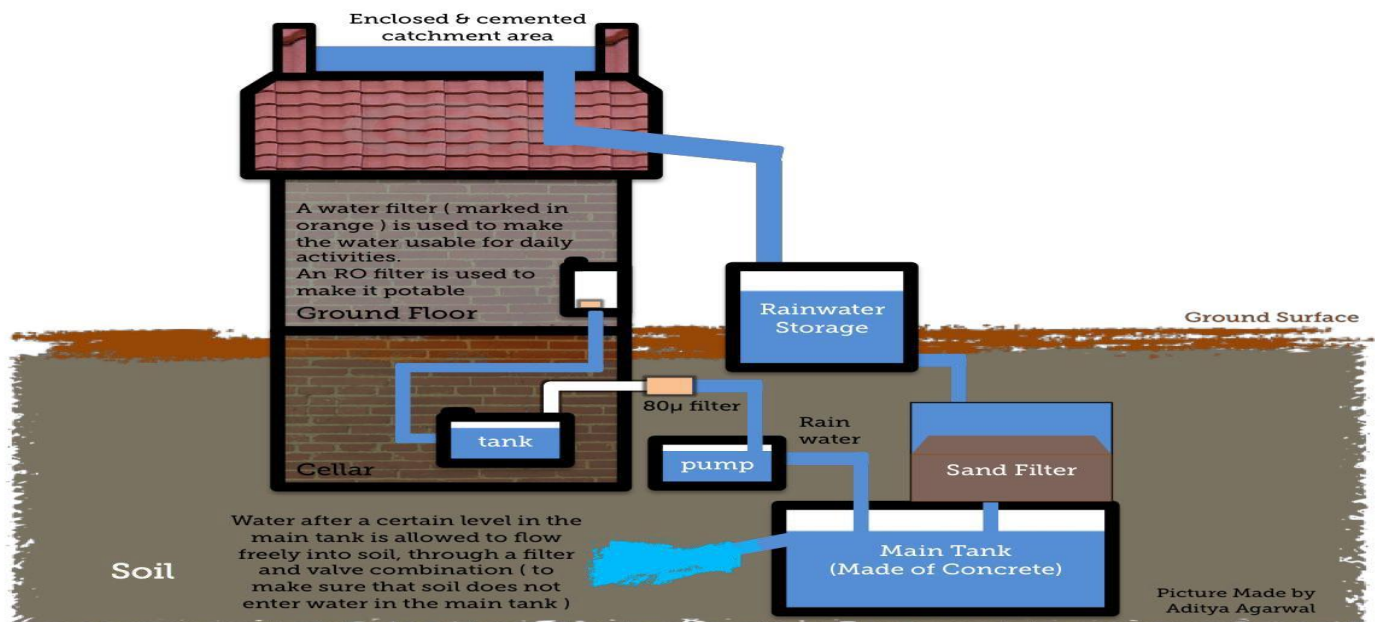 Enclosed & cemented
catchment area
A water filter ( marked in
orange ) is used to make
the water usable for daily
activities.
An RO filter is used to
make it potable
Ground Floor
Rainwater
Storage
Ground Surface
80µ filter
tank
Cellar
pump
Rain
water
Sand Filter
Water after a certain level in the
main tank is allowed to flow
freely into soil, through a filter
and valve combination ( to
make sure that soil does not
enter water in the main tank )
Soil
Main Tank
(Made of Concrete)
Picture Made by
Aditya Agarwal